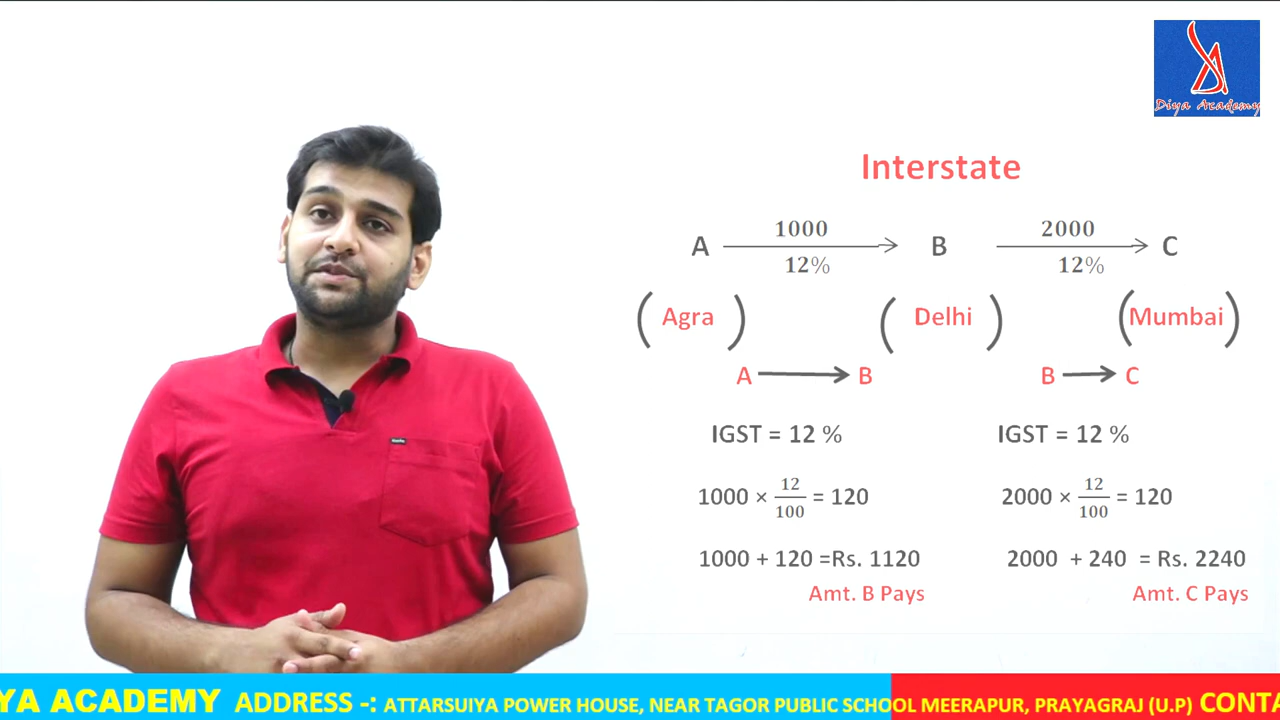 Diya Academy
Interstate
A 1000 12% B 2000 12% C
(Agra) (Delhi) (Mumbai)
A B B C
IGST = 12 % IGST = 12 %
1000 × 12/100 = 120 2000 × 12/100 = 120
1000 + 120 =Rs. 1120 2000 + 240 = Rs. 2240
Amt. B Pays Amt. C Pays
YA ACADEMY ADDRESS -: ATTARSUIYA POWER HOUSE, NEAR TAGOR PUBLIC SCHOOL MEERAPUR, PRAYAGRAJ (U.P) CONTA